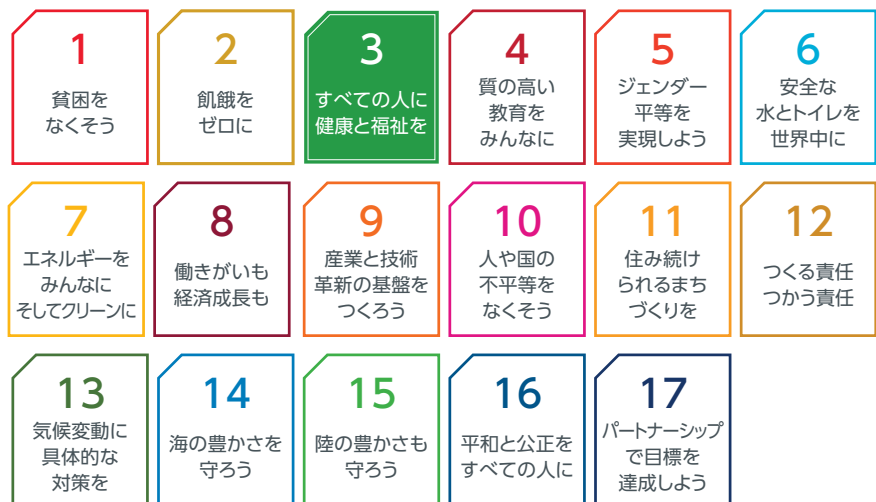 1
貧困を
なくそう
2
飢餓を
ゼロに
3
すべての人に
健康と福祉を
4
質の高い
教育を
みんなに
5
ジェンダー
平等を
実現しよう
6
安全な
水とトイレを
世界中に
7
エネルギーを
みんなに
そしてクリーンに
8
働きがいも
経済成長も
9
産業と技術
革新の基盤を
つくろう
10
人や国の
不平等を
なくそう
11
住み続け
られるまち
づくりを
12
つくる責任
つかう責任
13
気候変動に
具体的な
対策を
14
海の豊かさを
守ろう
15
陸の豊かさも
守ろう
16
平和と公正を
すべての人に
17
パートナーシップ
で目標を
達成しよう